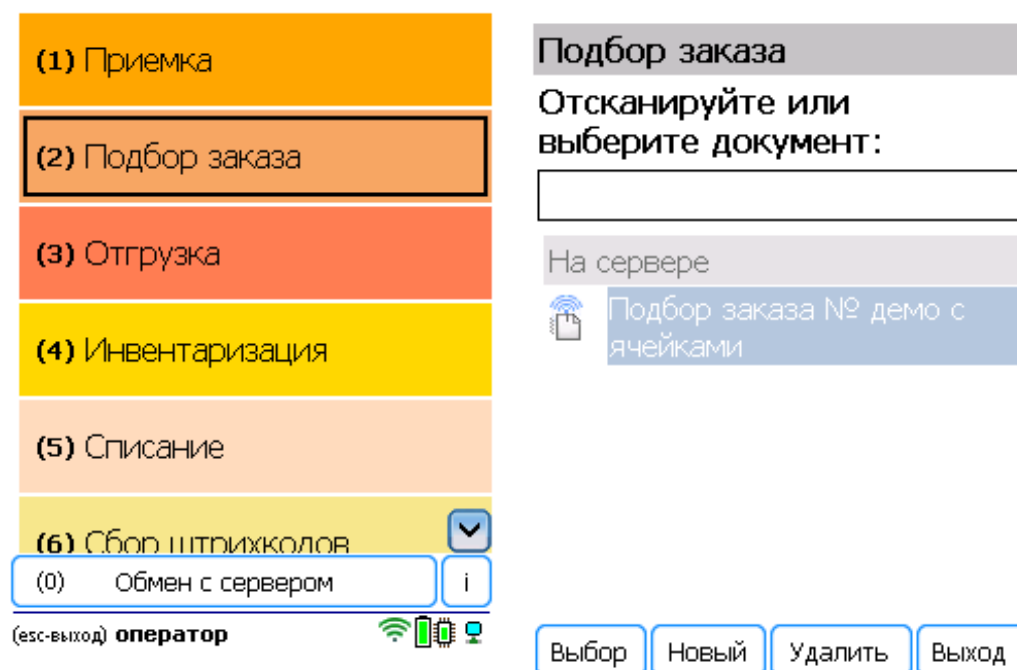 (1) Приемка
(2) Подбор заказа
(3) Отгрузка
(4) Инвентаризация
(5) Списание
(6) Сбор штрихкодов
(0) Обмен с сервером i
(esc-выход) оператор
Подбор заказа
Отсканируйте или
выберите документ:
На сервере
Подбор заказа № демо с
ячейками
Выбор Новый Удалить Выход